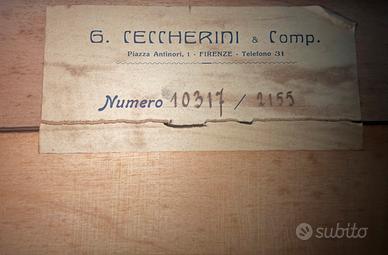 G. CECCHERINI & Comp.
Piazza Antinori, 1 - FIRENZE - Telefono 31
Numero 10317 / 2155
subito